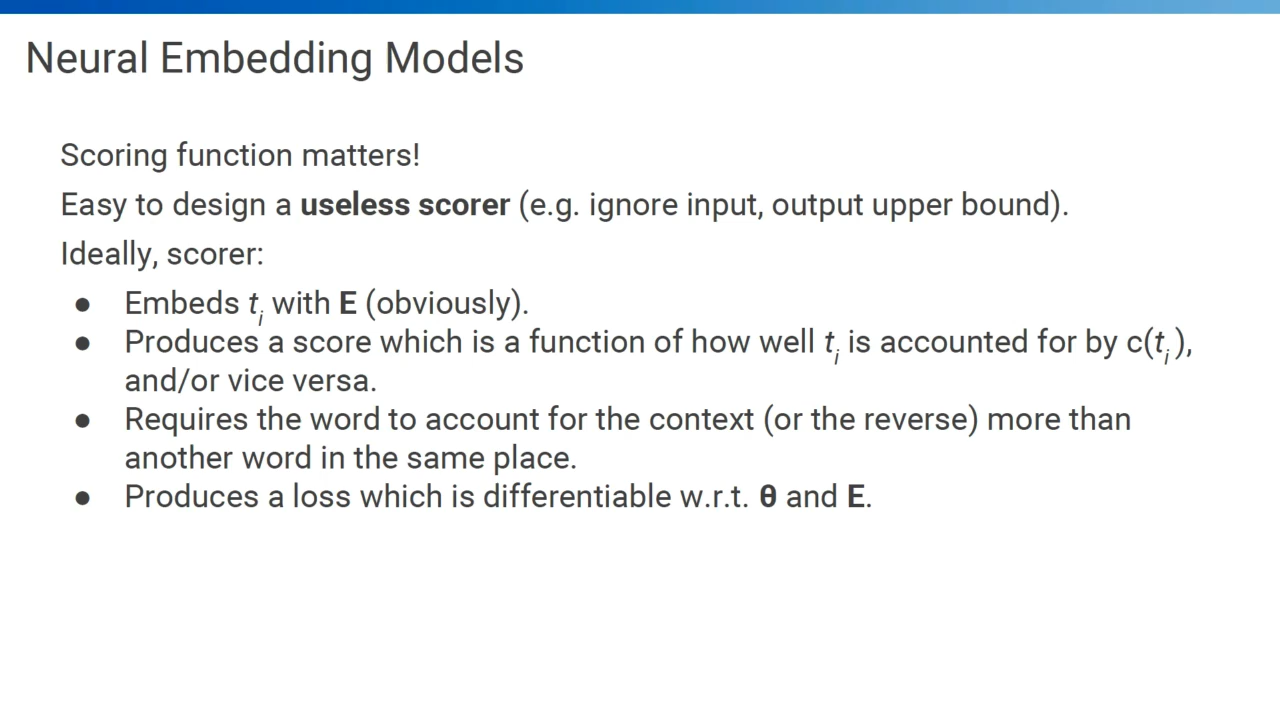 Neural Embedding Models
Scoring function matters!
Easy to design a useless scorer (e.g. ignore input, output upper bound).
Ideally, scorer:
● Embeds tᵢ with E (obviously).
● Produces a score which is a function of how well tᵢ is accounted for by c(tᵢ),
and/or vice versa.
● Requires the word to account for the context (or the reverse) more than
another word in the same place.
● Produces a loss which is differentiable w.r.t. θ and E.